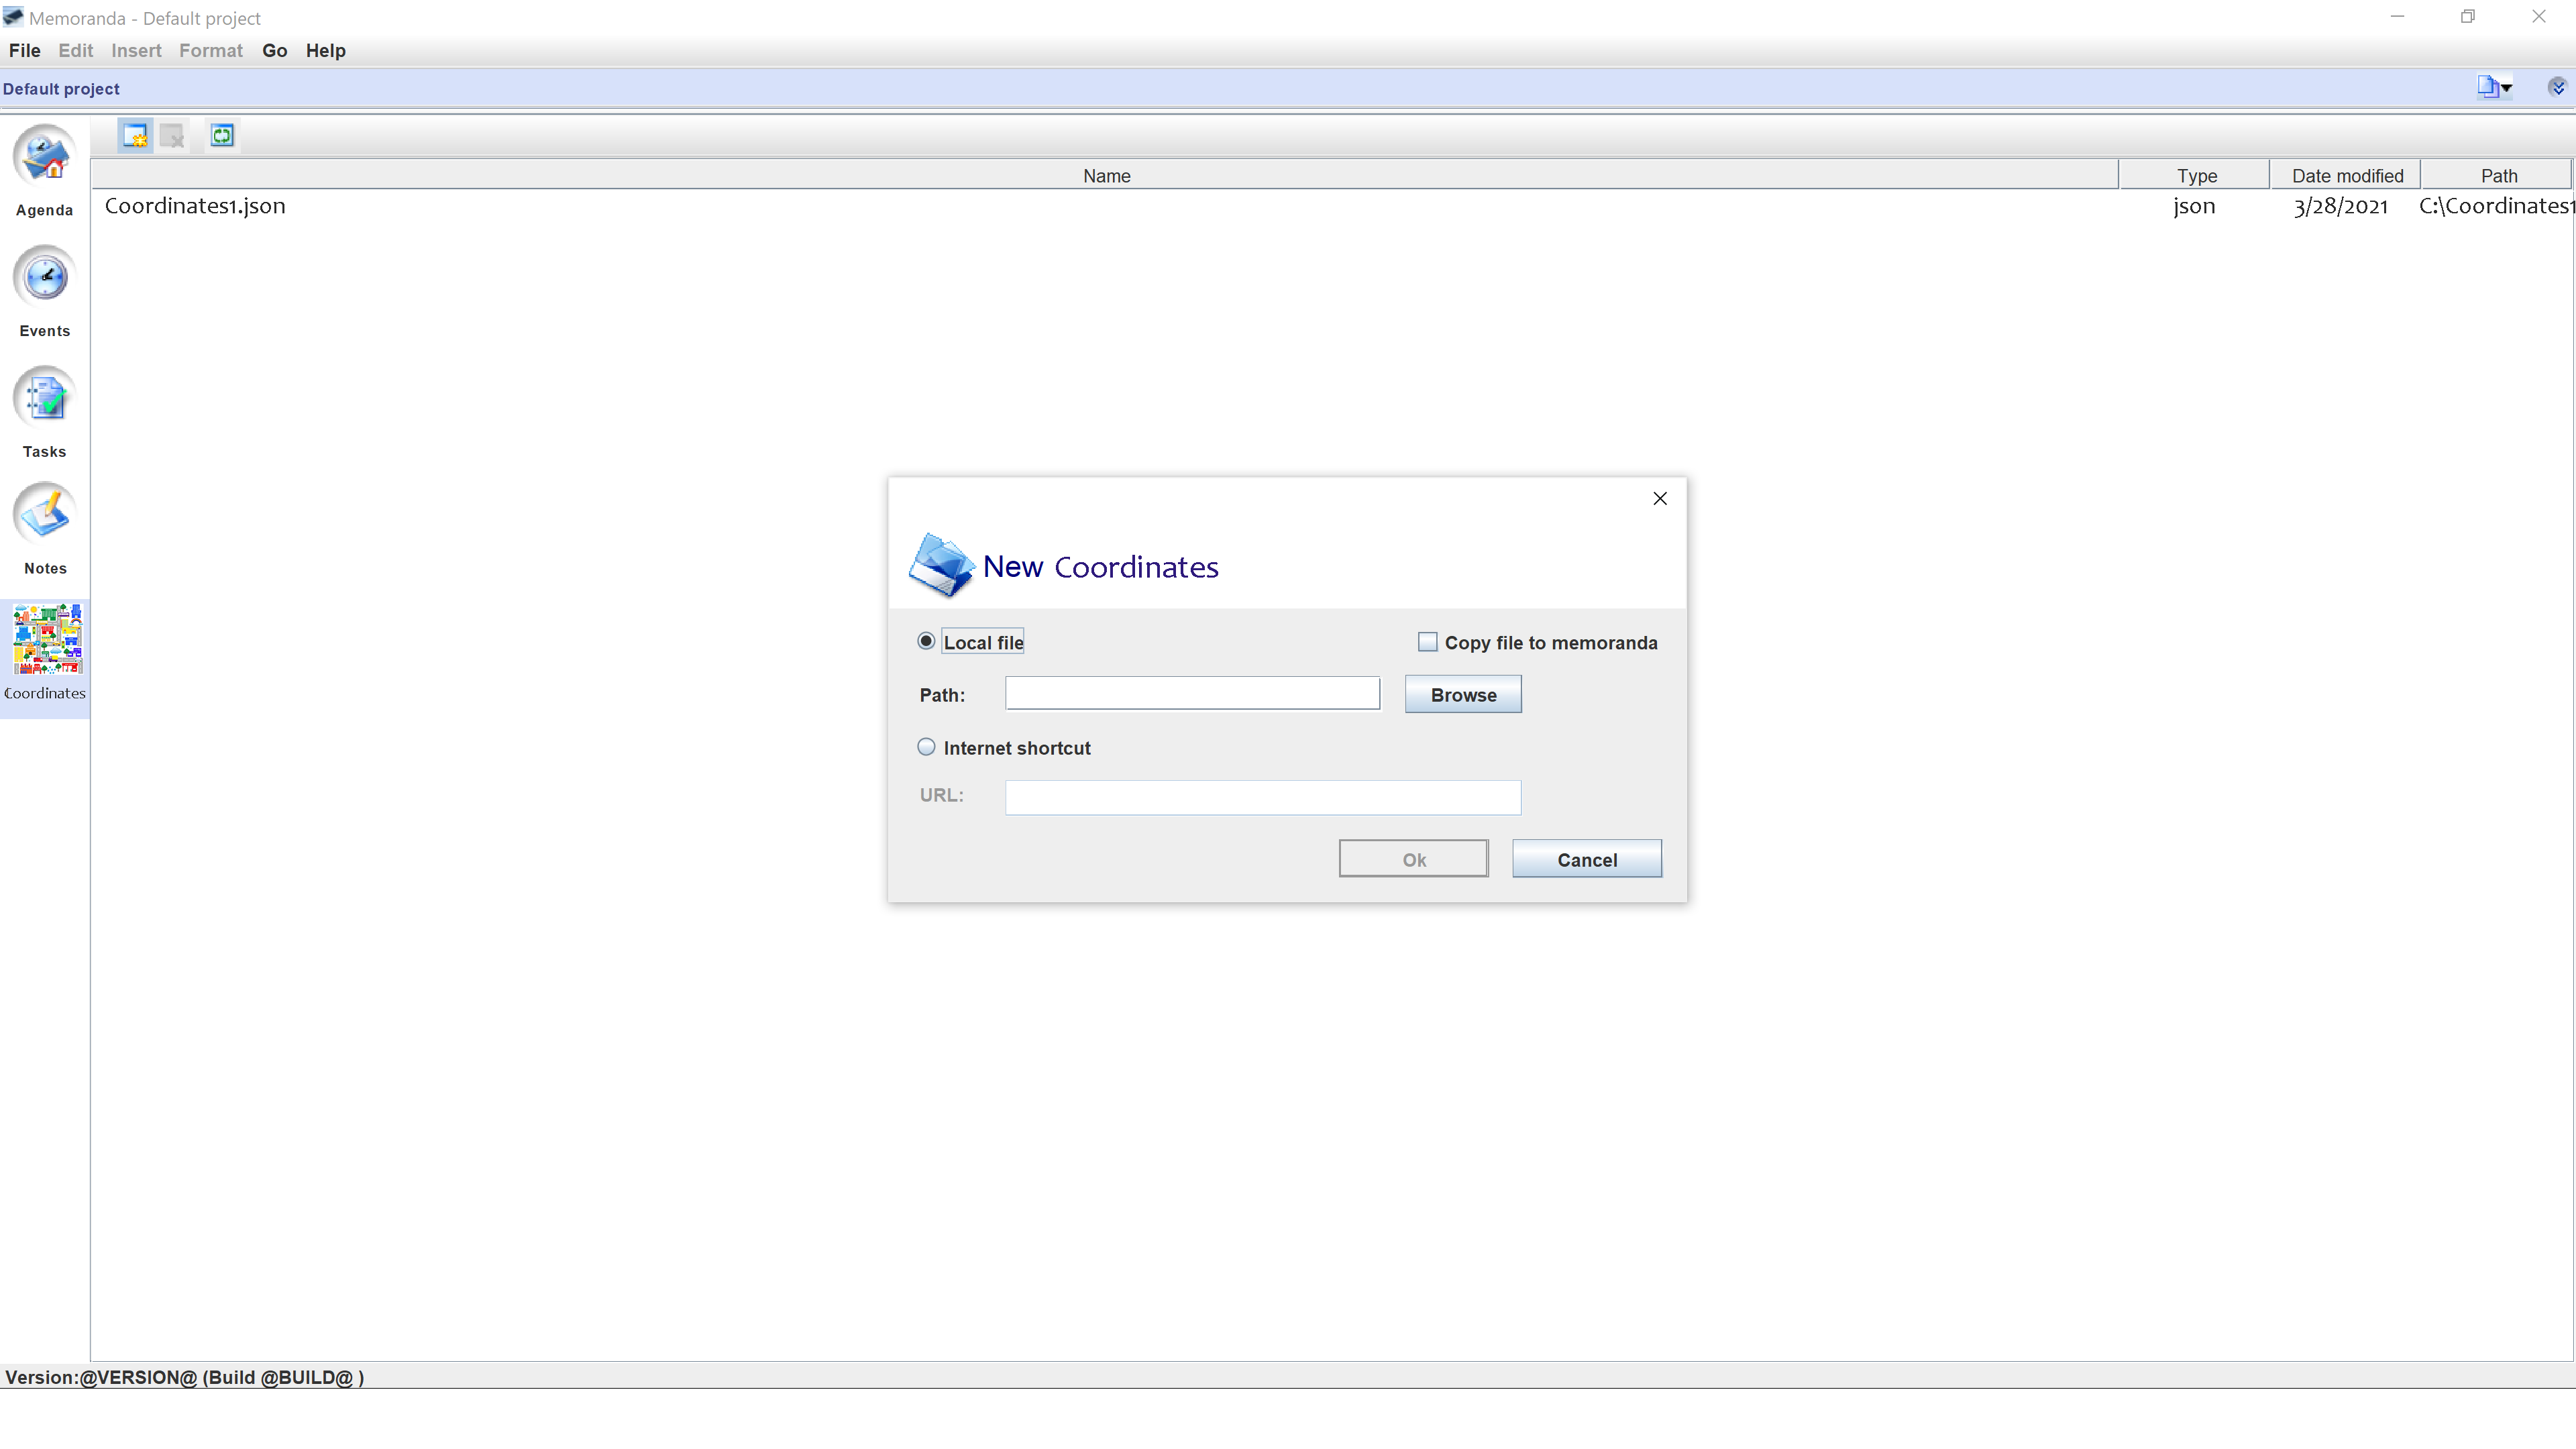 Memoranda - Default project
File Edit Insert Format Go Help
Default project
Name Type Date modified Path
Coordinates1.json json 3/28/2021 C:\Coordinates1
Agenda
Events
Tasks
Notes
Coordinates
New Coordinates
Local file Copy file to memoranda
Path: Browse
Internet shortcut
URL:
Ok Cancel
Version:@VERSION@ (Build @BUILD@ )